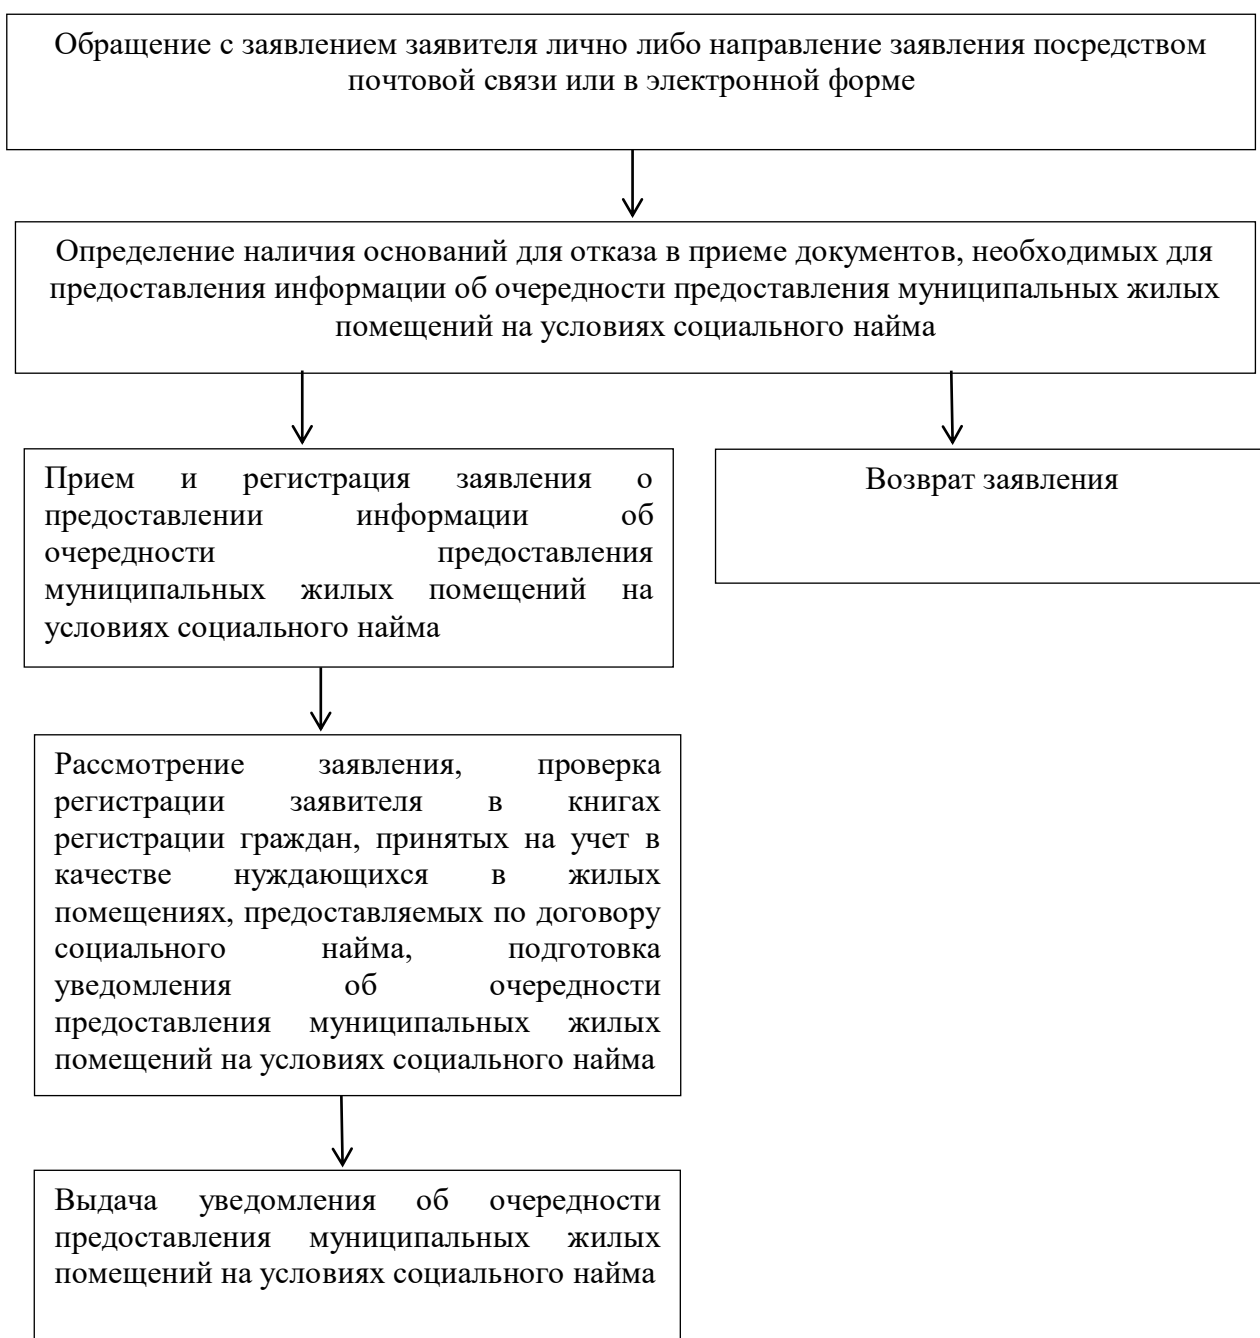 Обращение с заявлением заявителя лично либо направление заявления посредством
почтовой связи или в электронной форме
Определение наличия оснований для отказа в приеме документов, необходимых для
предоставления информации об очередности предоставления муниципальных жилых
помещений на условиях социального найма
Прием и регистрация заявления о
предоставлении информации об
очередности предоставления
муниципальных жилых помещений на
условиях социального найма
Возврат заявления
Рассмотрение заявления, проверка
регистрации заявителя в книгах
регистрации граждан, принятых на учет в
качестве нуждающихся в жилых
помещениях, предоставляемых по договору
социального найма, подготовка
уведомления об очередности
предоставления муниципальных жилых
помещений на условиях социального найма
Выдача уведомления об очередности
предоставления муниципальных жилых
помещений на условиях социального найма